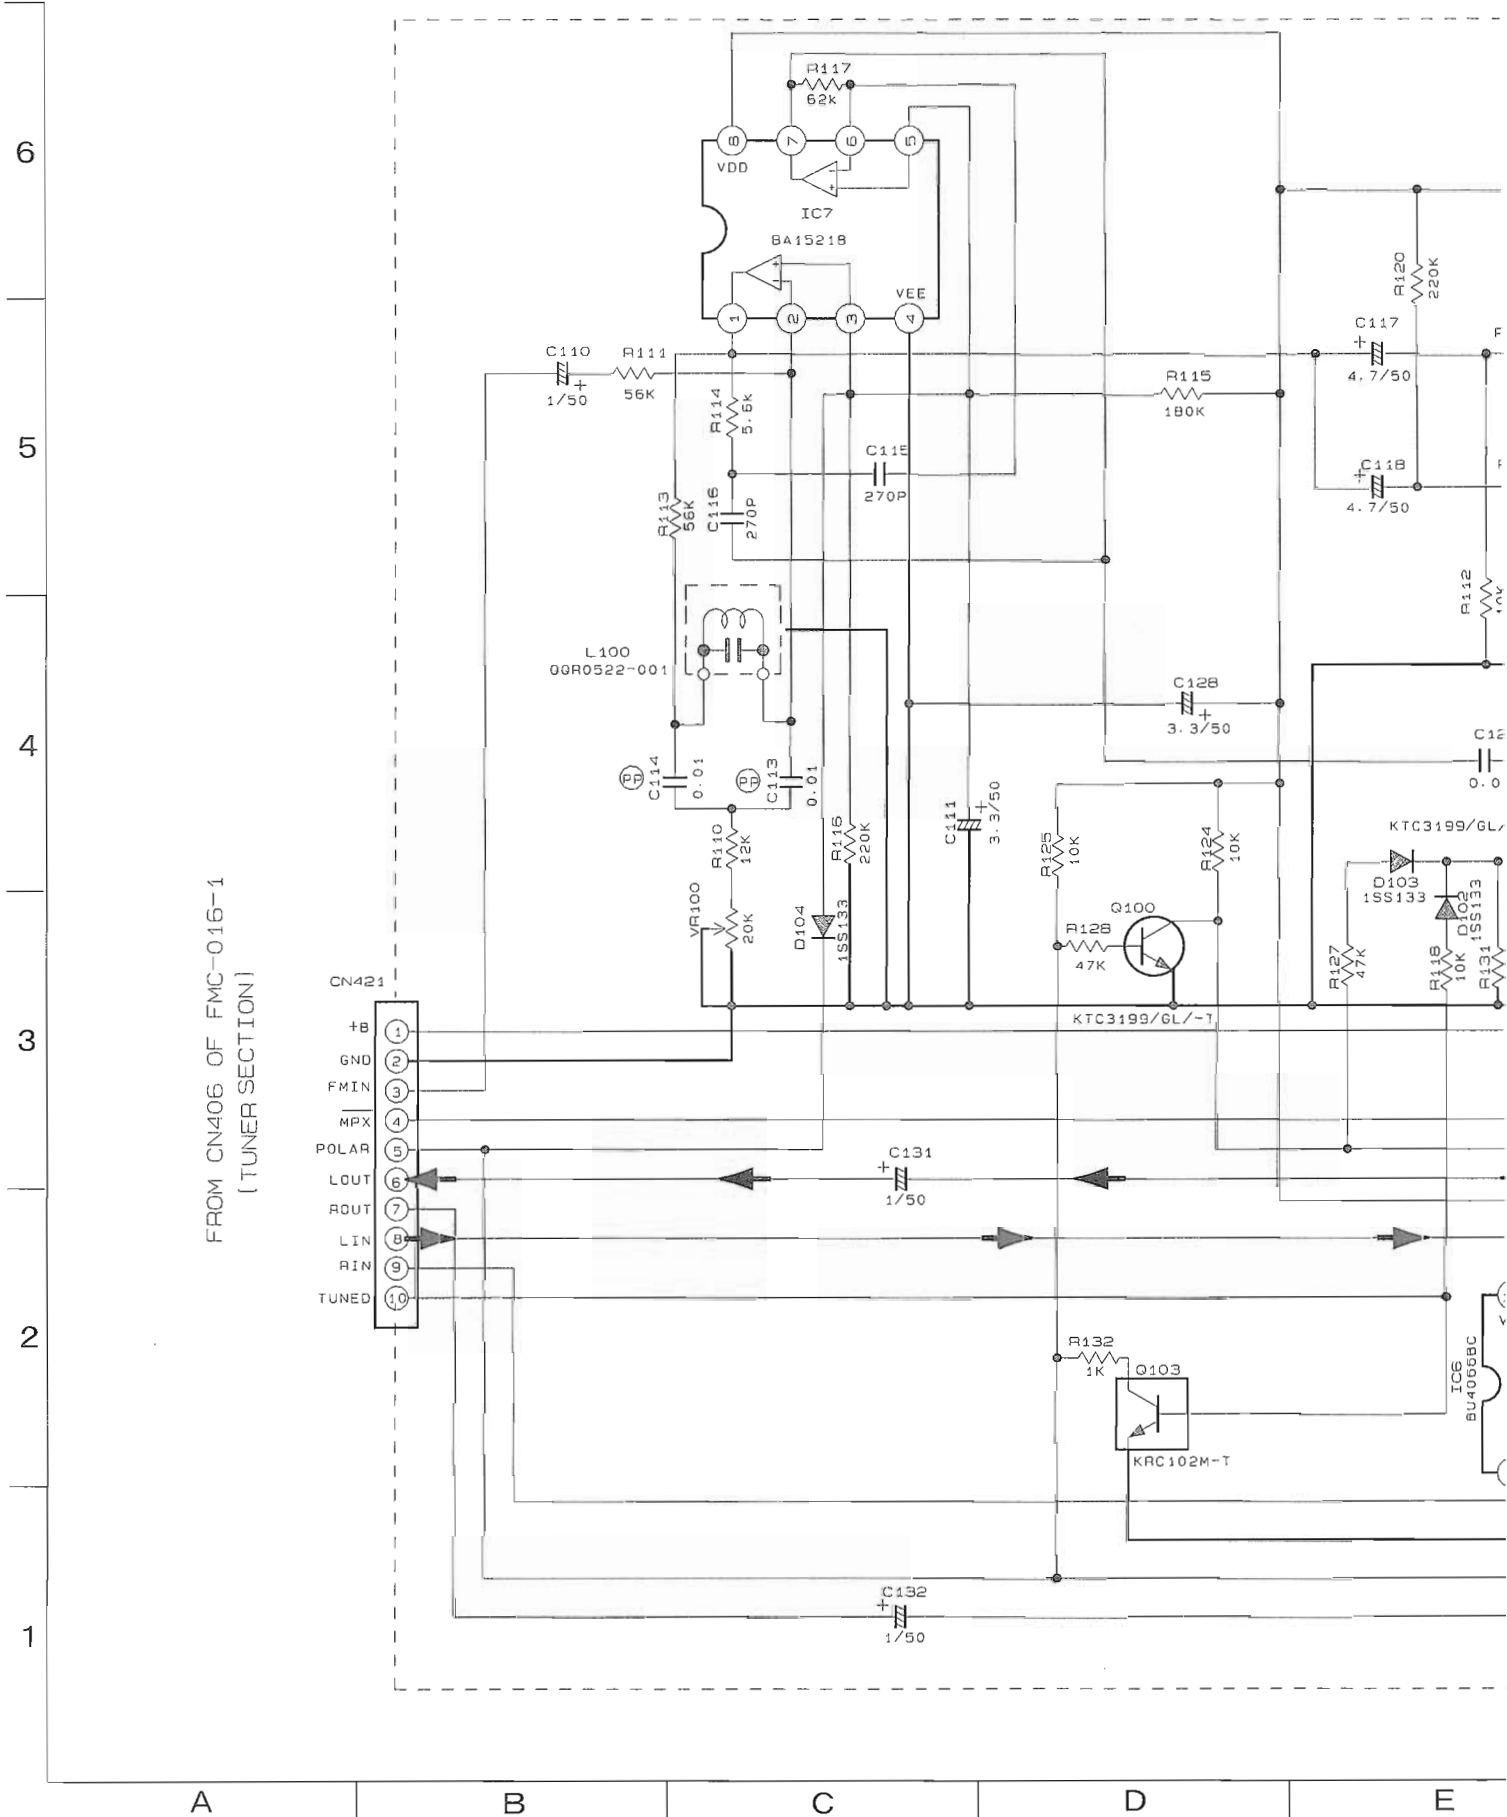 6
5
4
3
2
1
A
B
C
D
E
R117
62K
8
7
6
5
VDD
IC7
BA15218
VEE
1
2
3
4
R120
220K
C117
4.7/50
C110
1/50
R111
56K
R114
5.6K
R115
180K
C115
270P
C118
4.7/50
R113
56K
C116
270P
R112
L100
QQR0522-001
C128
3.3/50
PP
C114
0.01
PP
C113
0.01
R110
12K
R116
220K
C111
3.3/50
R125
10K
R124
10K
KTC3199/GL/
D103
1SS133
D102
1SS133
VR100
20K
D104
1SS133
R128
47K
Q100
KTC3199/GL/-T
R127
47K
R118
10K
R131
FROM CN406 OF FMC-016-1
[TUNER SECTION]
CN421
+B 1
GND 2
FMIN 3
MPX 4
POLAR 5
LOUT 6
ROUT 7
LIN 8
RIN 9
TUNED 10
C131
1/50
R132
1K
Q103
KRC102M-T
IC6
BU4066BC
C132
1/50